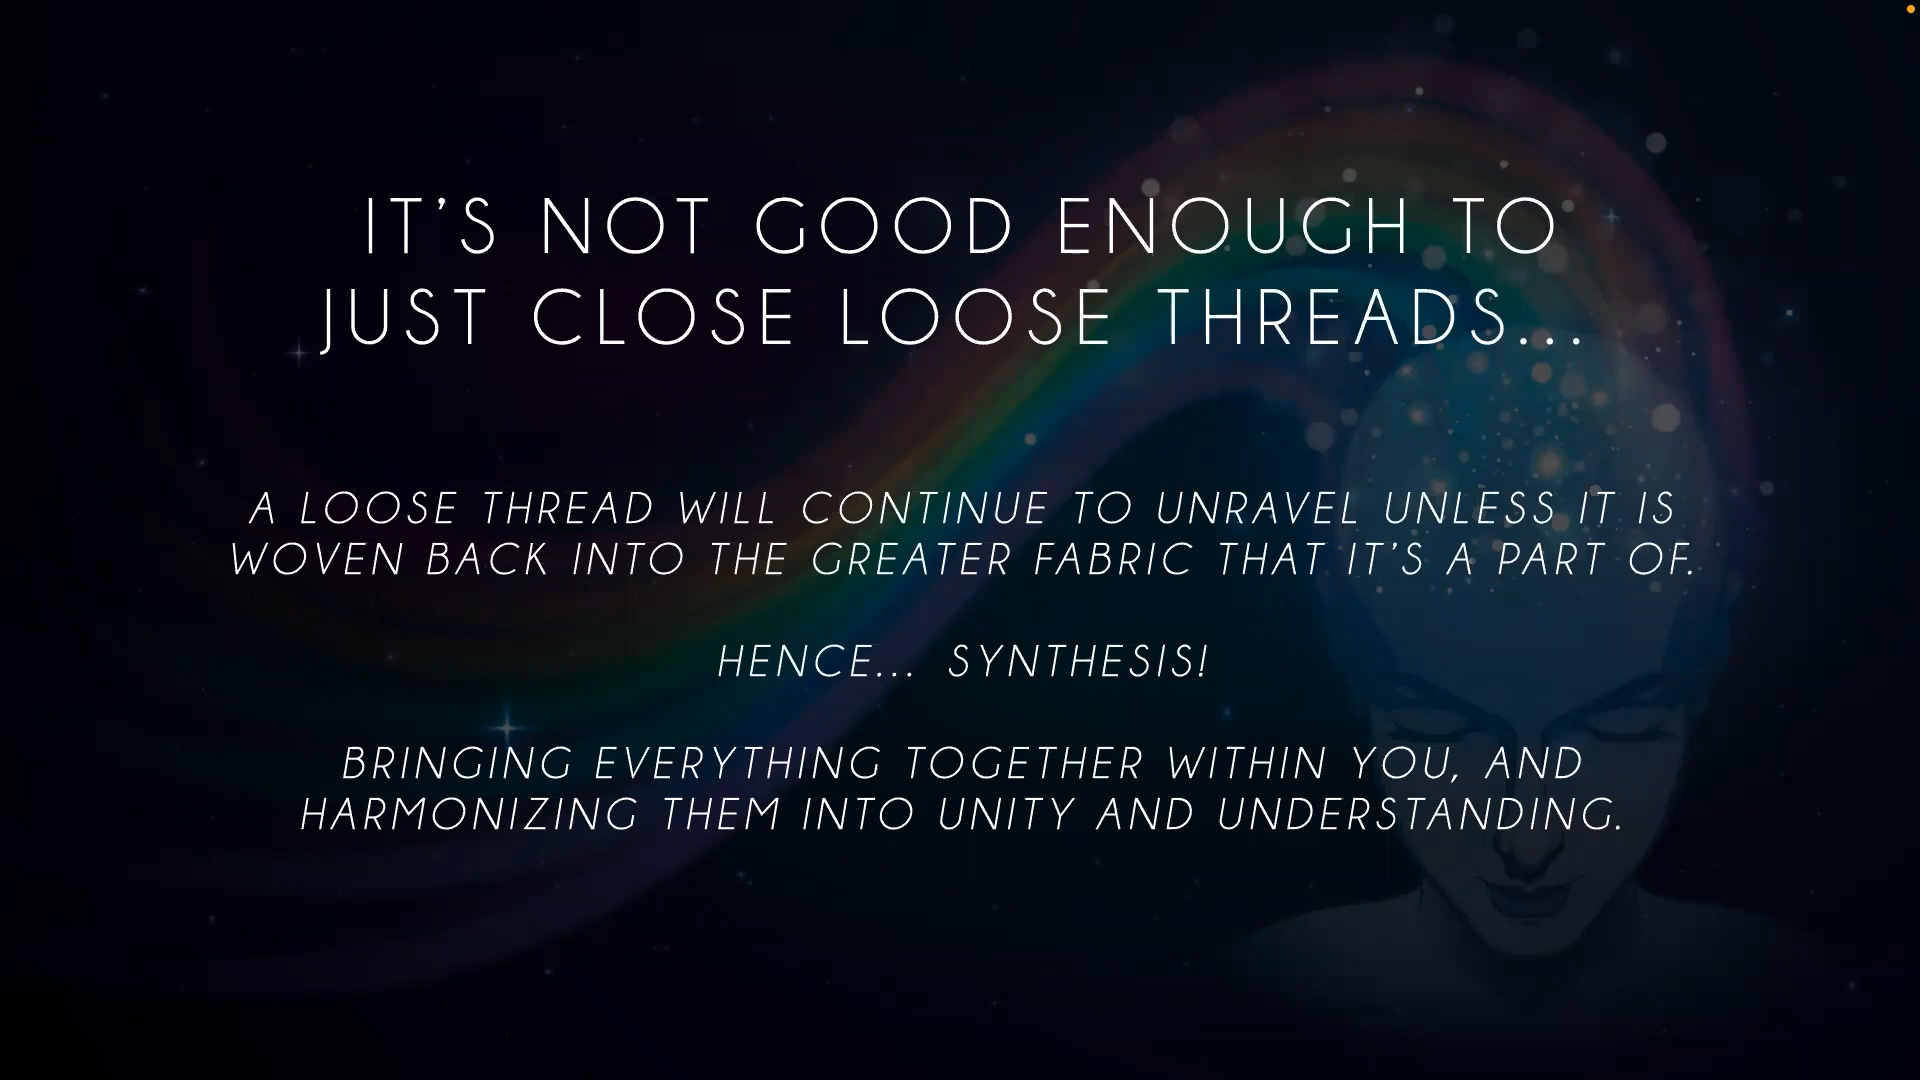 IT’S NOT GOOD ENOUGH TO
JUST CLOSE LOOSE THREADS...
A LOOSE THREAD WILL CONTINUE TO UNRAVEL UNLESS IT IS
WOVEN BACK INTO THE GREATER FABRIC THAT IT’S A PART OF.
HENCE... SYNTHESIS!
BRINGING EVERYTHING TOGETHER WITHIN YOU, AND
HARMONIZING THEM INTO UNITY AND UNDERSTANDING.